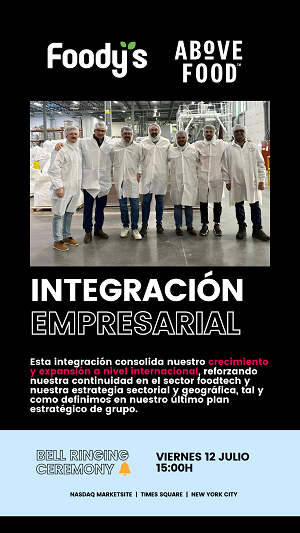 Foody's
ABOVE
FOOD™
INTEGRACIÓN
EMPRESARIAL
Esta integración consolida nuestro crecimiento
y expansión a nivel internacional, reforzando
nuestra continuidad en el sector foodtech y
nuestra estrategia sectorial y geográfica, tal y
como definimos en nuestro último plan
estratégico de grupo.
BELL RINGING
CEREMONY
VIERNES 12 JULIO
15:00H
NASDAQ MARKETSITE | TIMES SQUARE | NEW YORK CITY